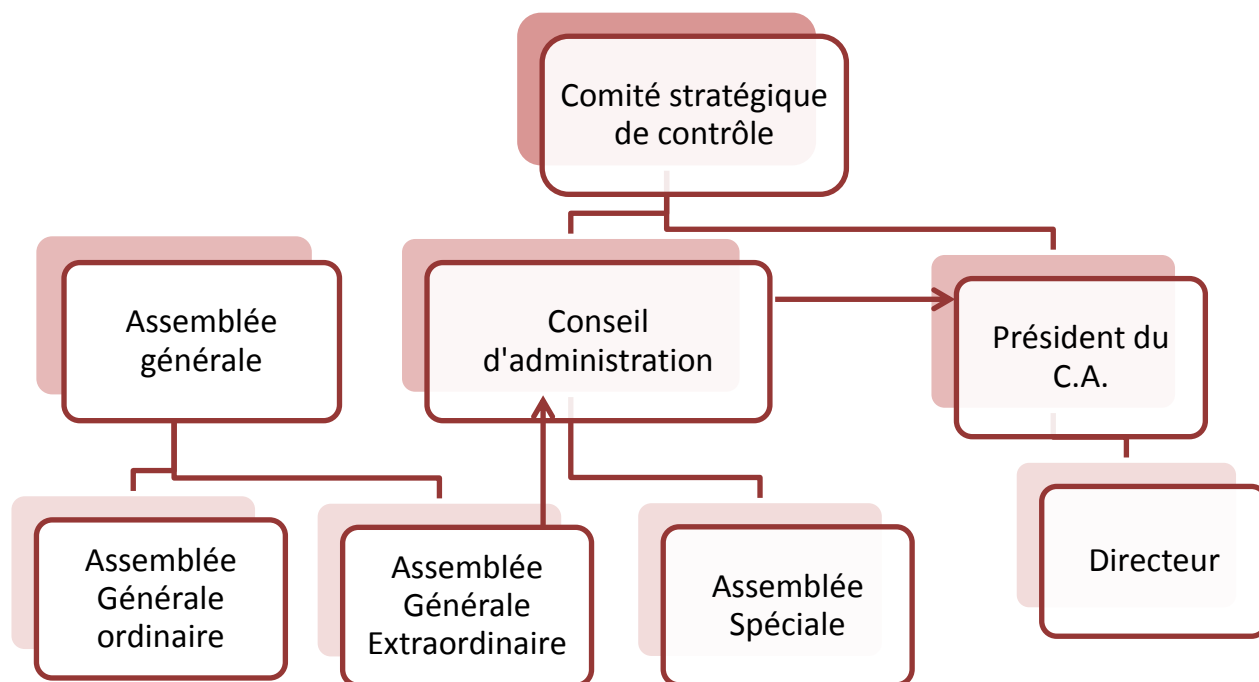 Comité stratégique
de contrôle
Assemblée
générale
Conseil
d'administration
Président du
C.A.
Assemblée
Générale
ordinaire
Assemblée
Générale
Extraordinaire
Assemblée
Spéciale
Directeur